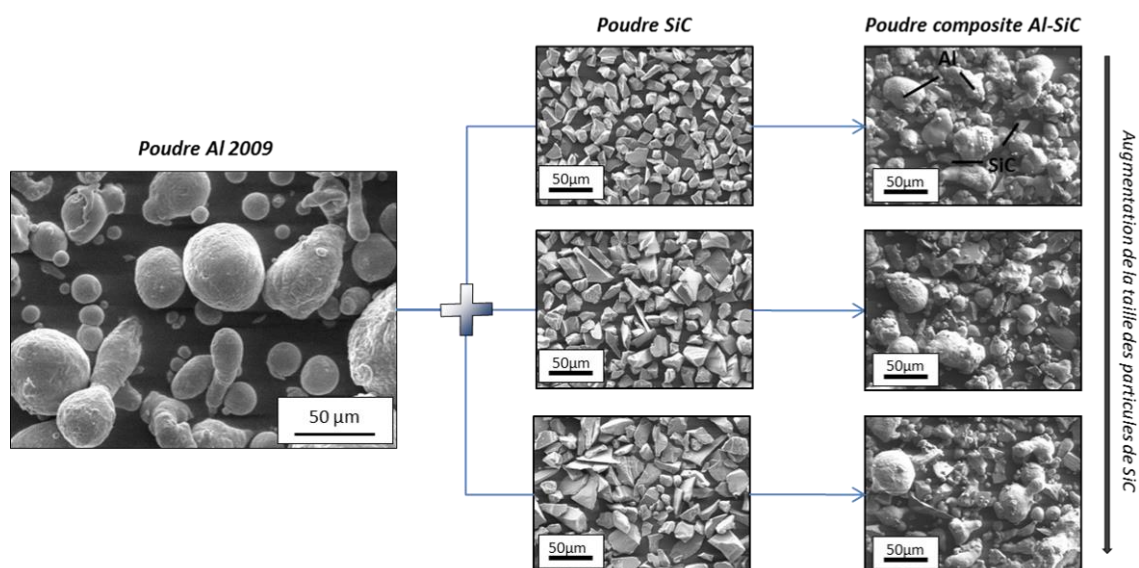 Poudre SiC
Poudre composite Al-SiC
Poudre Al 2009
50 µm
50µm
50µm
50µm
Al
SiC
50µm
50µm
50µm
Augmentation de la taille des particules de SiC